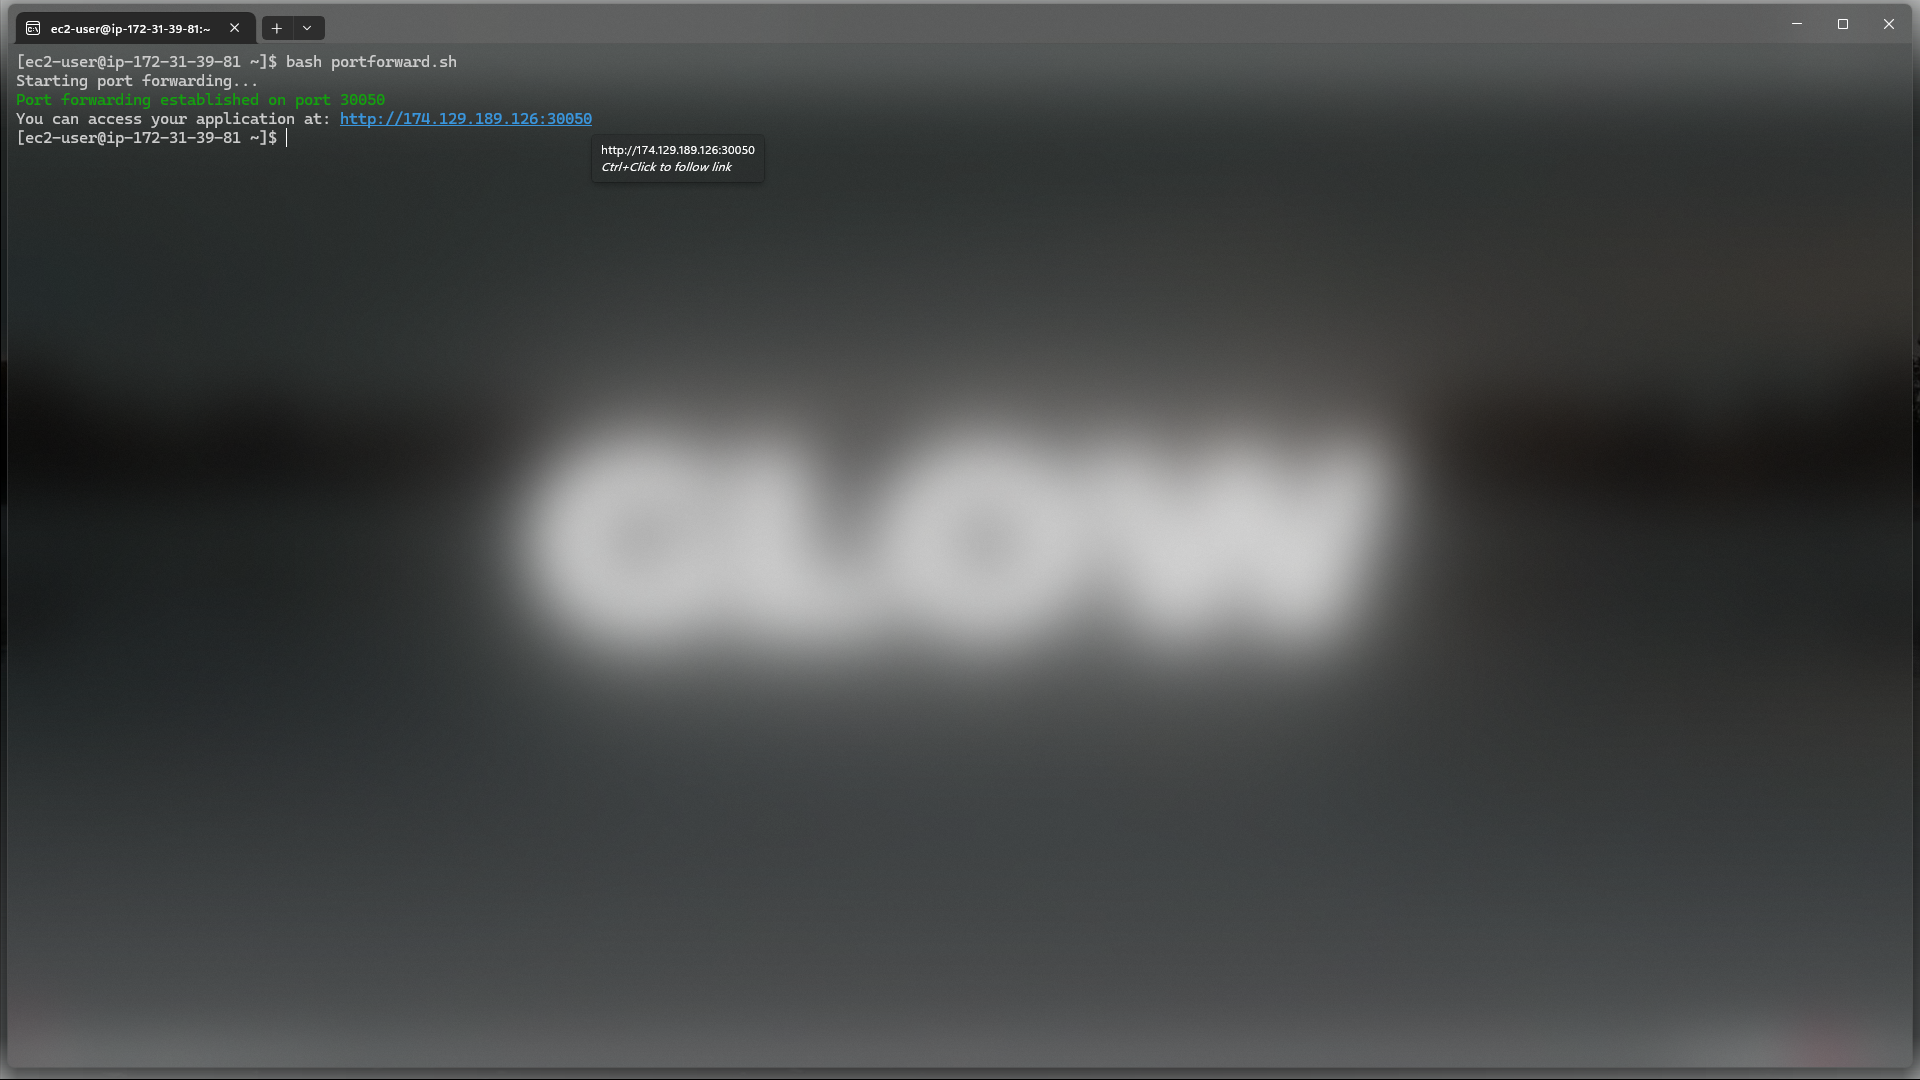 ec2-user@ip-172-31-39-81:~
[ec2-user@ip-172-31-39-81 ~]$ bash portforward.sh
Starting port forwarding...
Port forwarding established on port 30050
You can access your application at: http://174.129.189.126:30050
[ec2-user@ip-172-31-39-81 ~]$
http://174.129.189.126:30050
Ctrl+Click to follow link